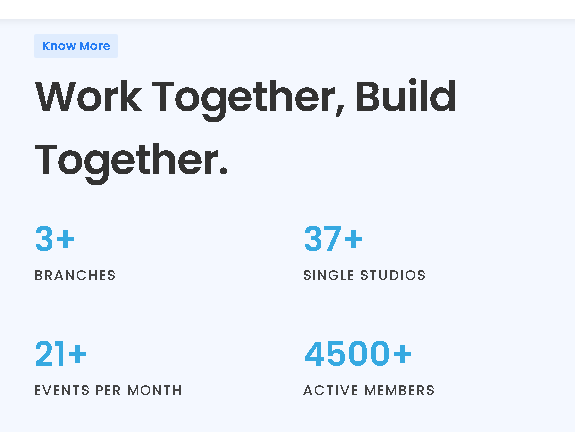 Know More
Work Together, Build
Together.
3+
BRANCHES
37+
SINGLE STUDIOS
21+
EVENTS PER MONTH
4500+
ACTIVE MEMBERS